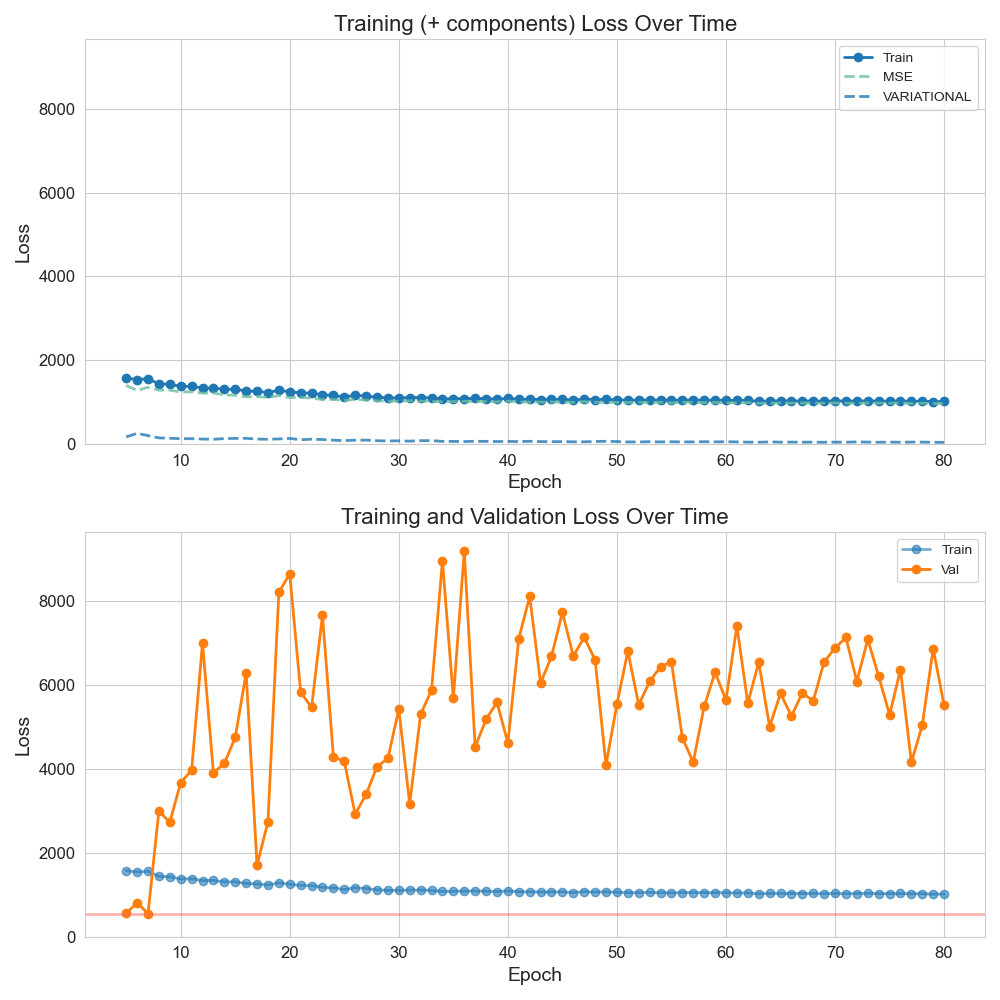 Training (+ components) Loss Over Time
Train
MSE
VARIATIONAL
8000
6000
4000
2000
0
Loss
10 20 30 40 50 60 70 80
Epoch
Training and Validation Loss Over Time
Train
Val
8000
6000
4000
2000
0
Loss
10 20 30 40 50 60 70 80
Epoch